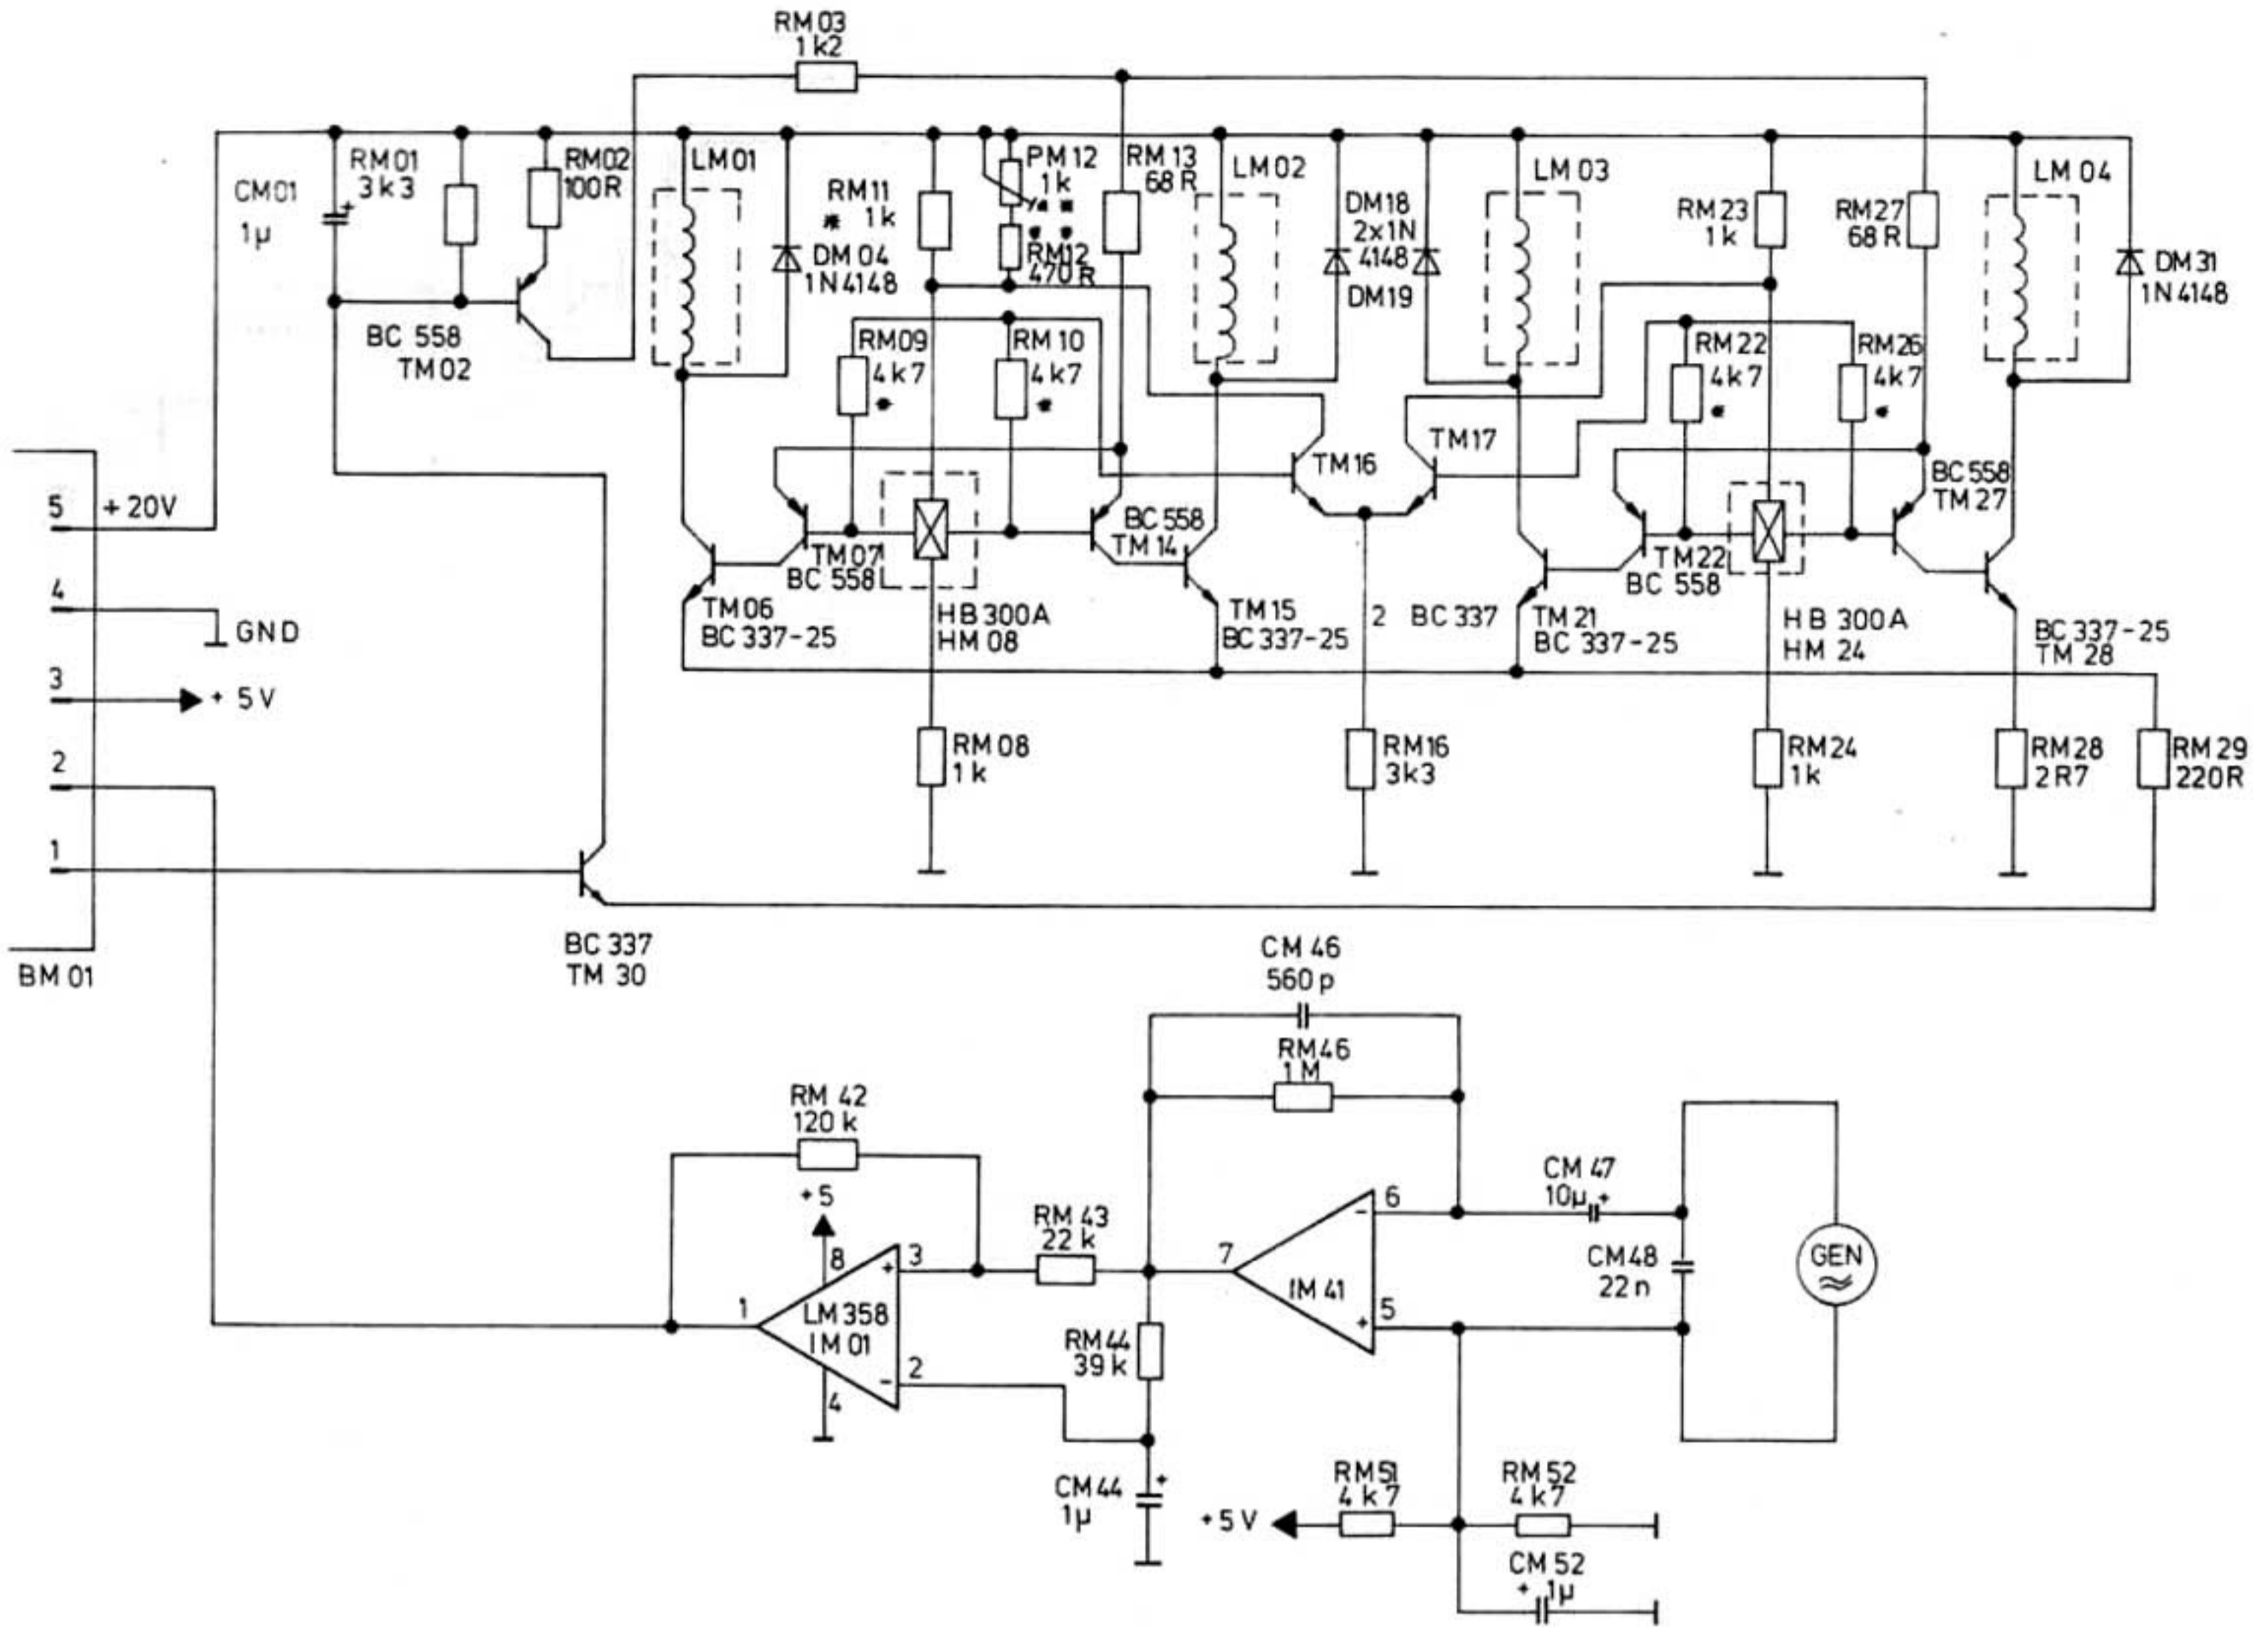 RM 03
1 k2
RM 01
3 k 3
RM 02
100 R
CM 01
+
1 µ
BC 558
TM 02
LM 01
DM 04
1N 4148
RM 11
* 1 k
PM 12
1 k
RM 12
470 R
RM 13
68 R
LM 02
DM 18
2x1N
4148
DM 19
LM 03
RM 23
1 k
RM 27
68 R
LM 04
DM 31
1N 4148
RM 09
4 k 7
RM 10
4 k 7
RM 22
4 k 7
RM 26
4 k 7
TM 16
TM 17
BC 558
TM 27
TM 07
BC 558
BC 558
TM 14
TM 22
BC 558
TM 06
BC 337-25
HB 300 A
HM 08
TM 15
BC 337-25
2 BC 337
TM 21
BC 337-25
HB 300 A
HM 24
BC 337-25
TM 28
5
+ 20V
4
GND
3
+ 5 V
2
1
BM 01
RM 08
1 k
RM 16
3 k 3
RM 24
1 k
RM 28
2 R 7
RM 29
220 R
BC 337
TM 30
CM 46
560 p
RM 46
1 M
RM 42
120 k
+ 5
8
3
+
LM 358
IM 01
1
2
-
4
RM 43
22 k
7
IM 41
6
-
5
+
RM 44
39 k
CM 44
+
1 µ
CM 47
10 µ +
CM 48
22 n
GEN
RM 51
4 k 7
RM 52
4 k 7
+ 5 V
CM 52
+ 1 µ